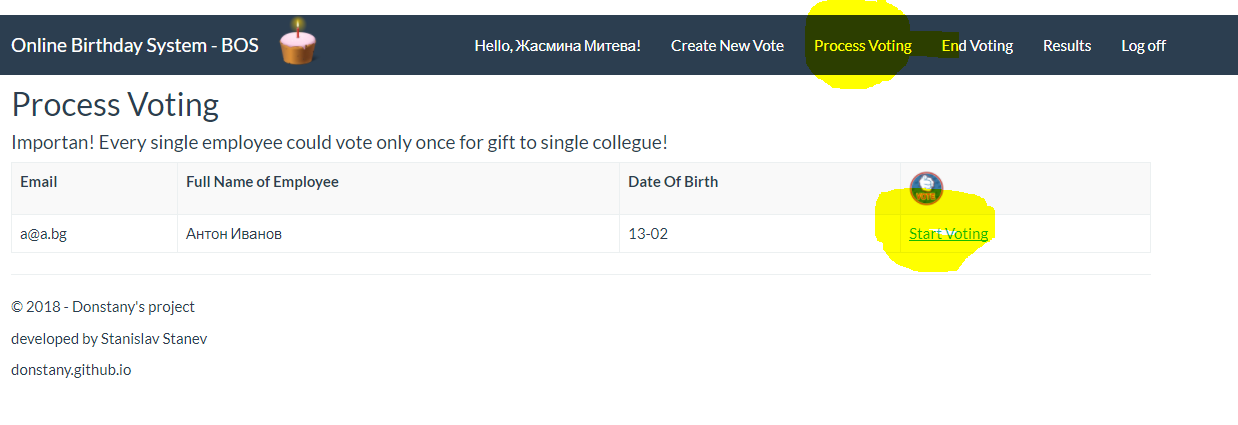 Online Birthday System - BOS Hello, Жасмина Митева! Create New Vote Process Voting End Voting Results Log off
Process Voting
Importan! Every single employee could vote only once for gift to single collegue!
Email Full Name of Employee Date Of Birth VOTE
a@a.bg Антон Иванов 13-02 Start Voting
© 2018 - Donstany's project
developed by Stanislav Stanev
donstany.github.io